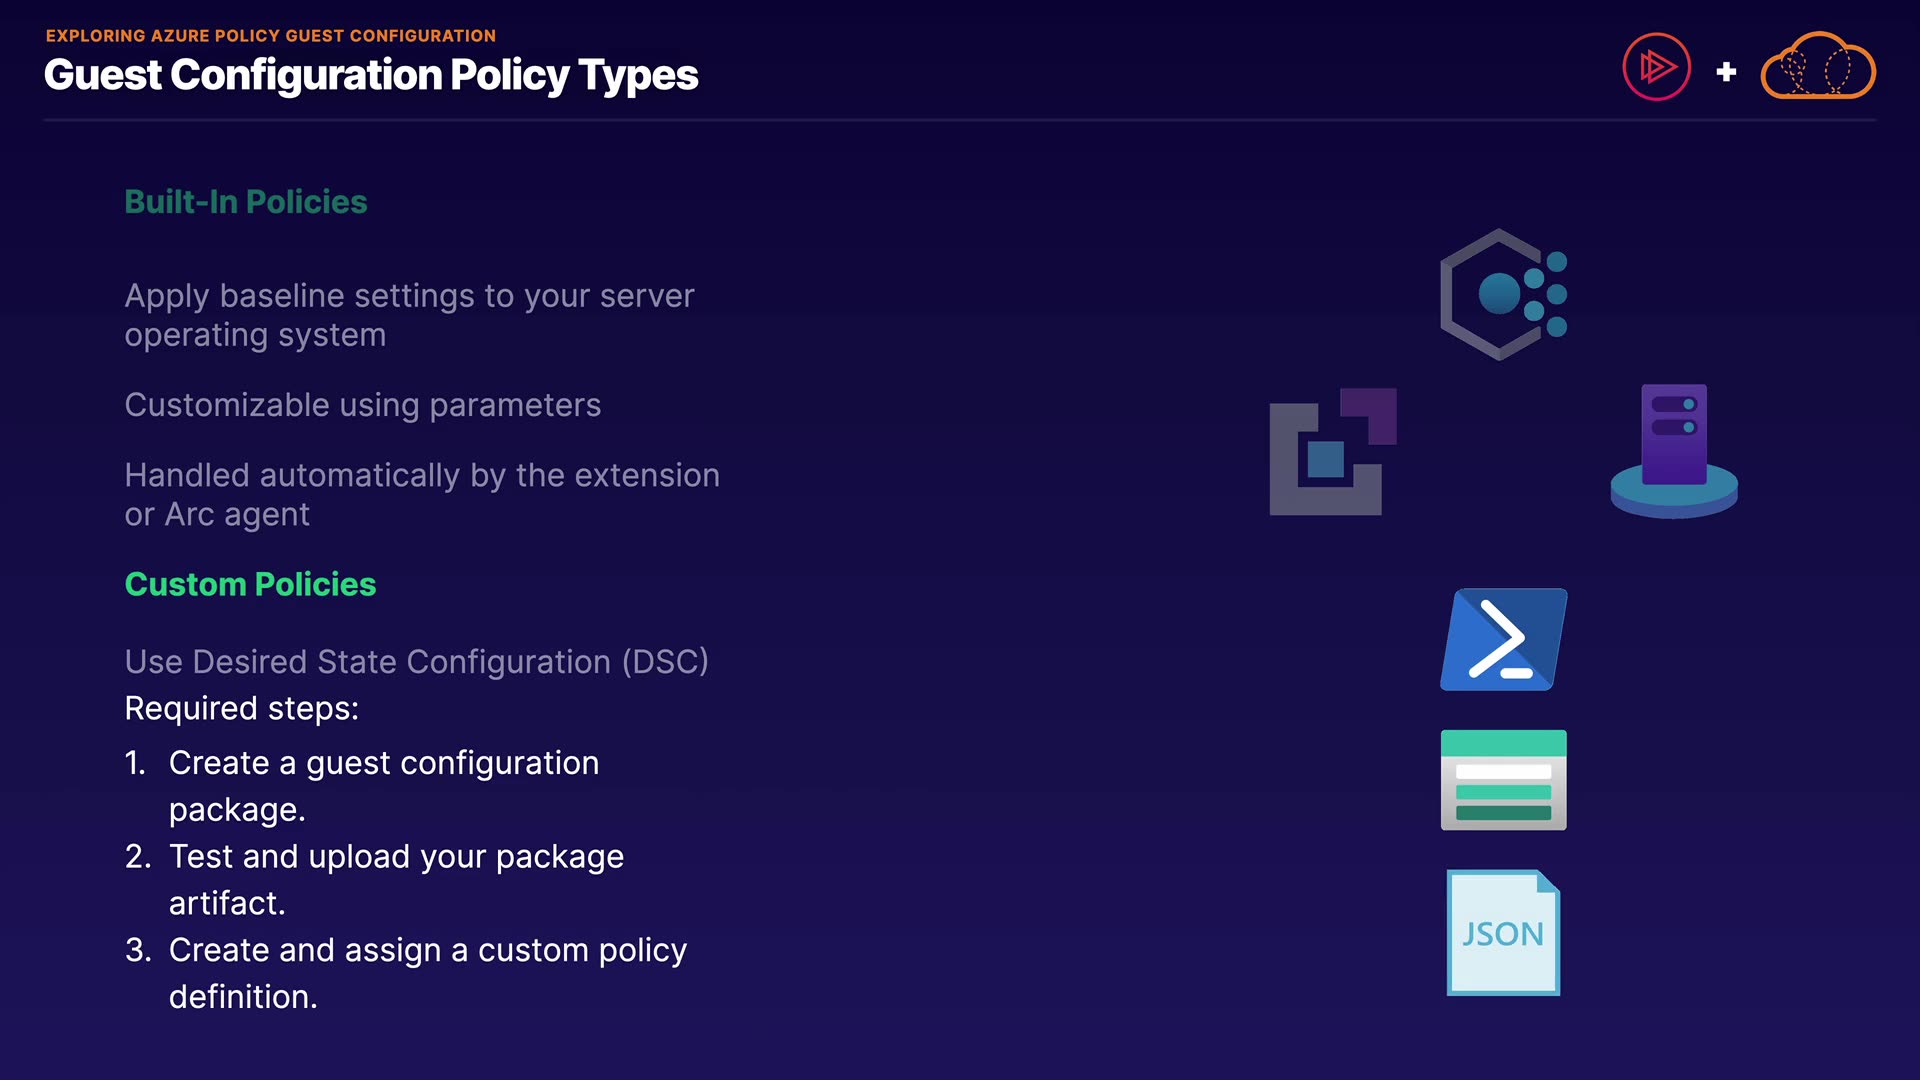 EXPLORING AZURE POLICY GUEST CONFIGURATION
Guest Configuration Policy Types
Built-In Policies
Apply baseline settings to your server
operating system
Customizable using parameters
Handled automatically by the extension
or Arc agent
Custom Policies
Use Desired State Configuration (DSC)
Required steps:
1. Create a guest configuration
package.
2. Test and upload your package
artifact.
3. Create and assign a custom policy
definition.
JSON